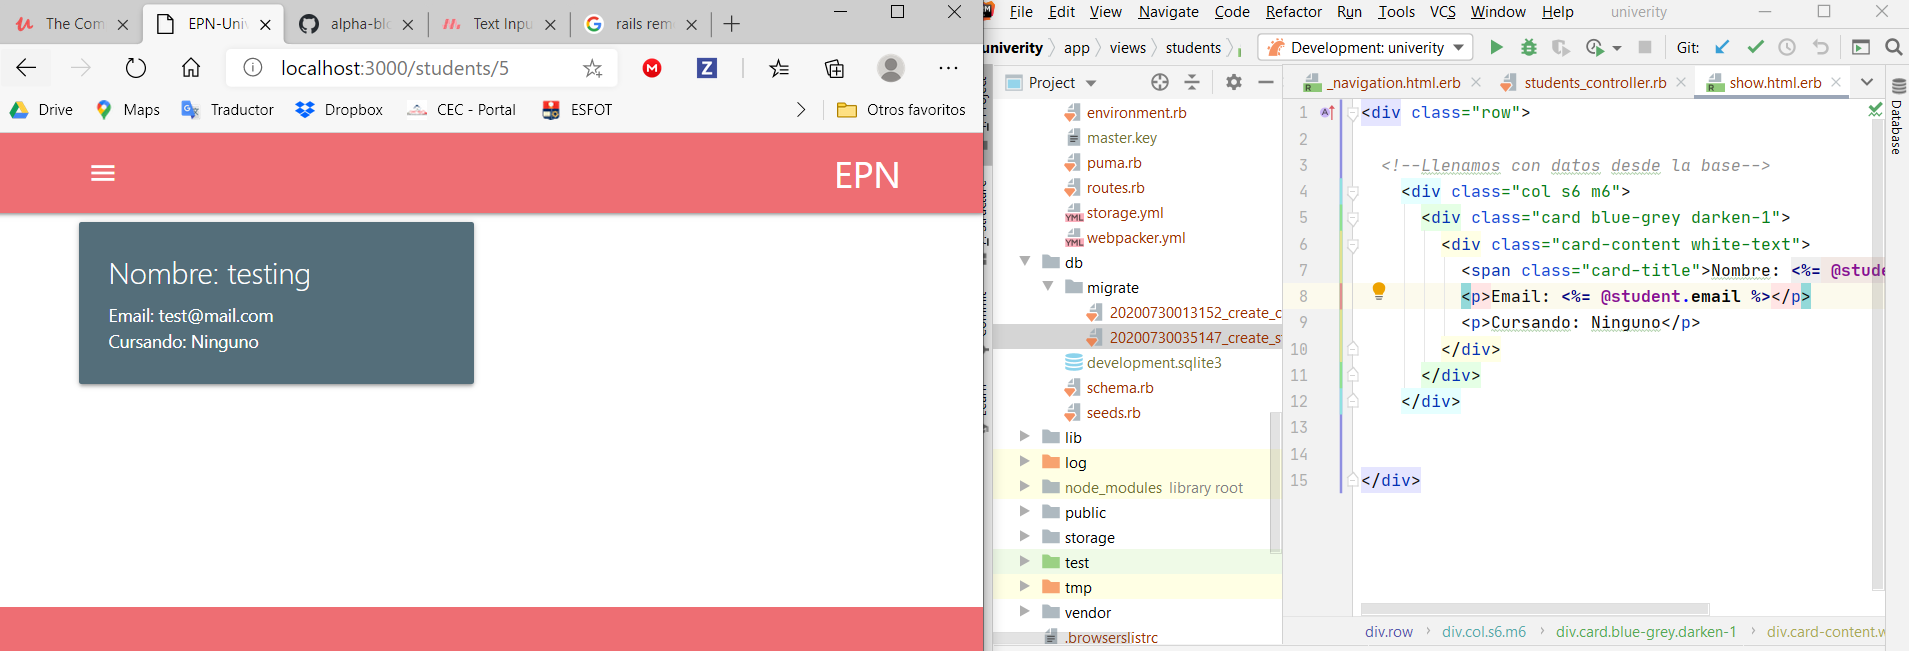 The Com
EPN-Univ
alpha-blo
Text Inpu
rails rem
localhost:3000/students/5
Drive
Maps
Traductor
Dropbox
CEC - Portal
ESFOT
Otros favoritos
EPN
Nombre: testing
Email: test@mail.com
Cursando: Ninguno
File Edit View Navigate Code Refactor Run Tools VCS Window Help univerity
univerity app views students
Development: univerity
Git:
Project
_navigation.html.erb
students_controller.rb
show.html.erb
environment.rb
master.key
puma.rb
routes.rb
storage.yml
webpacker.yml
db
migrate
20200730013152_create_c
20200730035147_create_s
development.sqlite3
schema.rb
seeds.rb
lib
log
node_modules library root
public
storage
test
tmp
vendor
.browserslistrc
1 <div class="row">
2
3 <!--Llenamos con datos desde la base-->
4 <div class="col s6 m6">
5 <div class="card blue-grey darken-1">
6 <div class="card-content white-text">
7 <span class="card-title">Nombre: <%= @stude
8 <p>Email: <%= @student.email %></p>
9 <p>Cursando: Ninguno</p>
10 </div>
11 </div>
12 </div>
13
14
15 </div>
div.row div.col.s6.m6 div.card.blue-grey.darken-1 div.card-content.w
Database